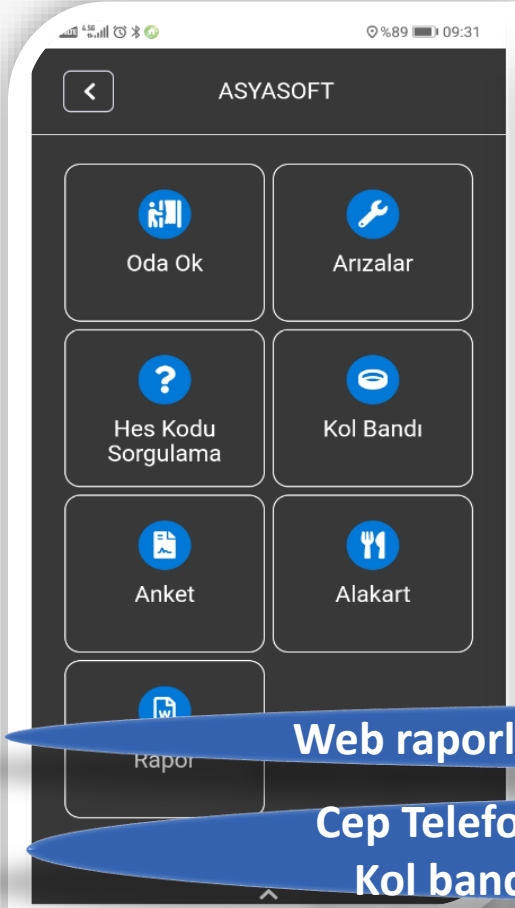 %89 09:31
ASYASOFT
Oda Ok
Arızalar
Hes Kodu
Sorgulama
Kol Bandı
Anket
Alakart
Rapor
Web raporl
Cep Telefo
Kol band